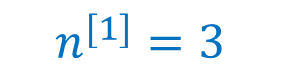 n^[1] = 3